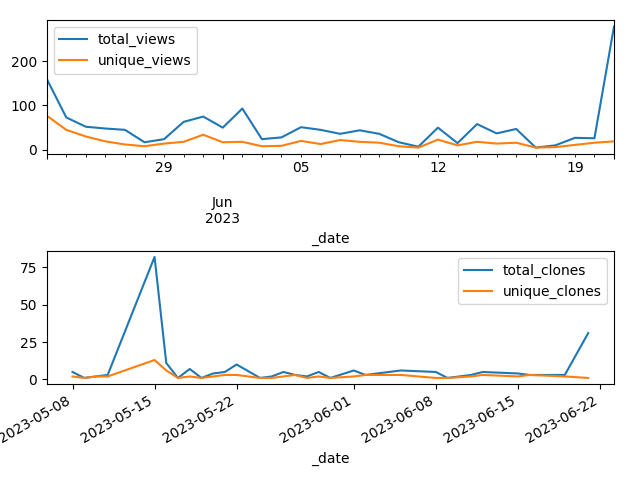 total_views
unique_views
200
100
0
29 05 12 19
Jun
2023
_date
total_clones
unique_clones
75
50
25
0
2023-05-08 2023-05-15 2023-05-22 2023-06-01 2023-06-08 2023-06-15 2023-06-22
_date